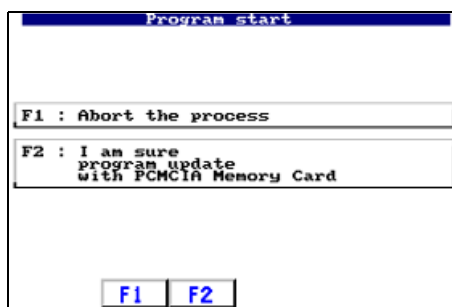 Program start
F1 : Abort the process
F2 : I am sure
program update
with PCMCIA Memory Card
F1 F2